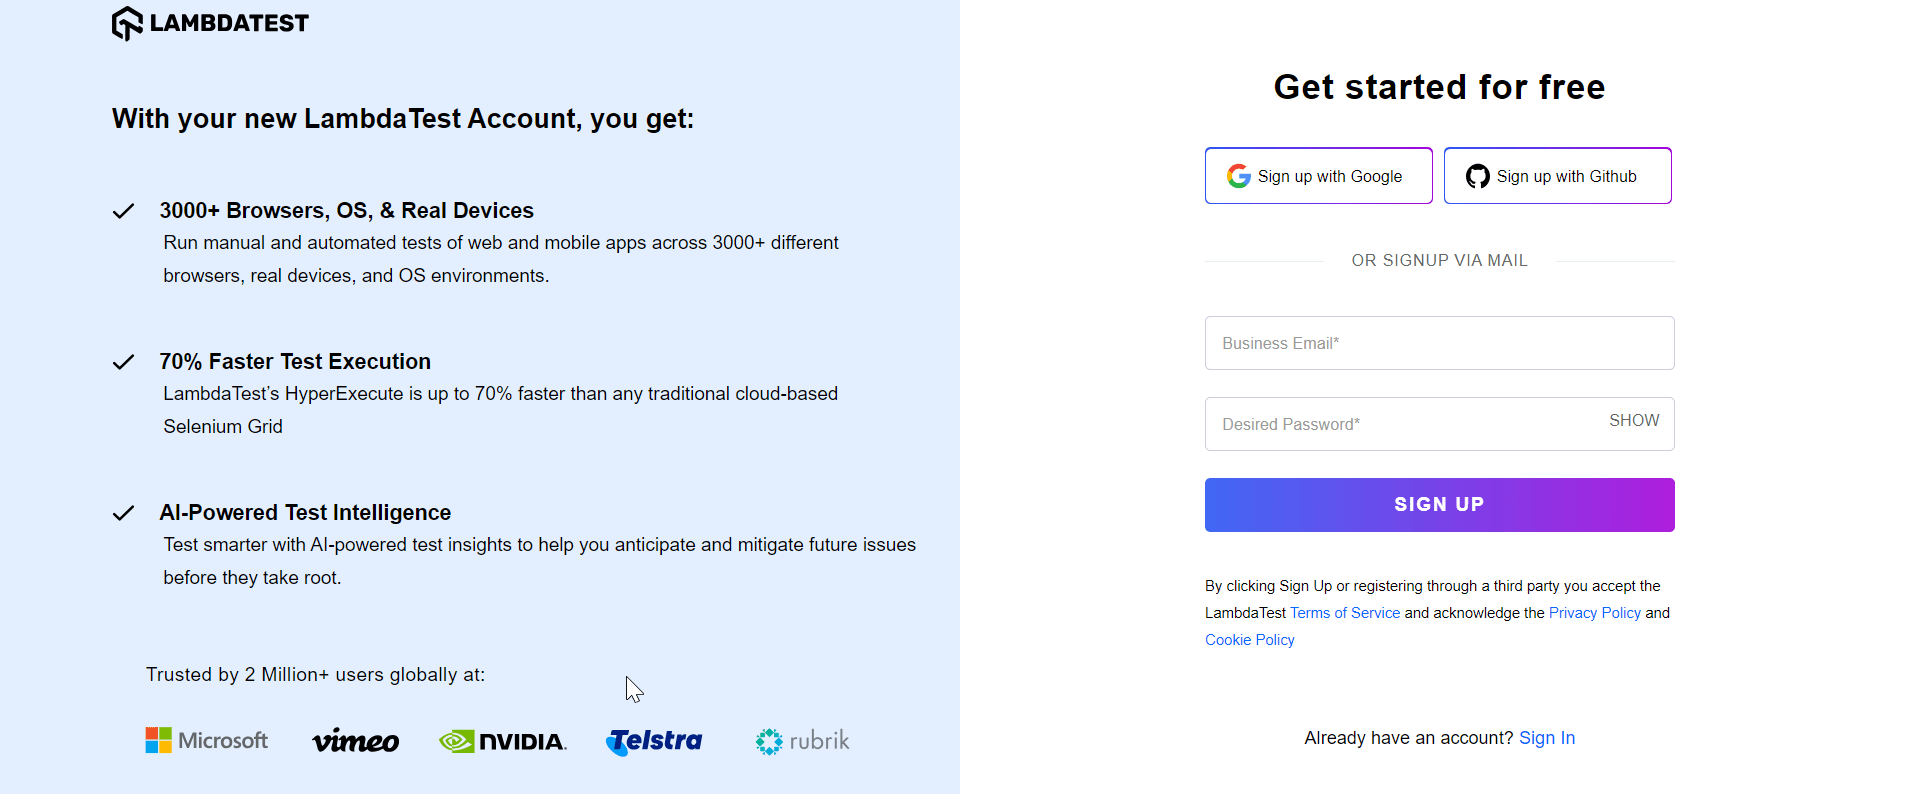 LAMBDATEST
With your new LambdaTest Account, you get:
3000+ Browsers, OS, & Real Devices
Run manual and automated tests of web and mobile apps across 3000+ different
browsers, real devices, and OS environments.
70% Faster Test Execution
LambdaTest’s HyperExecute is up to 70% faster than any traditional cloud-based
Selenium Grid
AI-Powered Test Intelligence
Test smarter with AI-powered test insights to help you anticipate and mitigate future issues
before they take root.
Trusted by 2 Million+ users globally at:
Microsoft vimeo NVIDIA. Telstra rubrik
Get started for free
Sign up with Google Sign up with Github
OR SIGNUP VIA MAIL
Business Email*
Desired Password* SHOW
SIGN UP
By clicking Sign Up or registering through a third party you accept the
LambdaTest Terms of Service and acknowledge the Privacy Policy and
Cookie Policy
Already have an account? Sign In